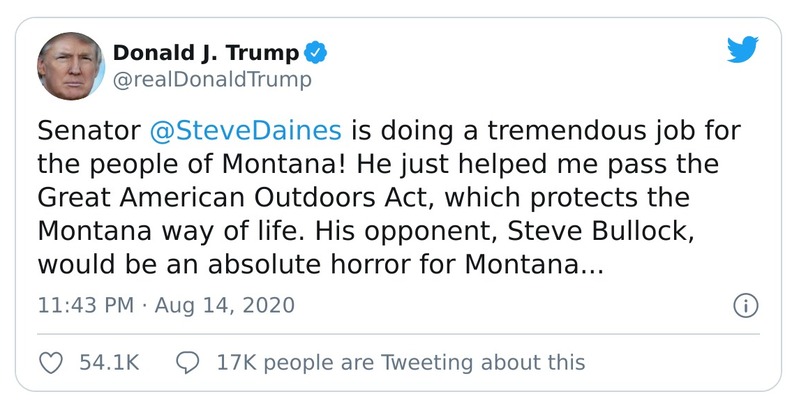 Donald J. Trump
@realDonaldTrump
Senator @SteveDaines is doing a tremendous job for
the people of Montana! He just helped me pass the
Great American Outdoors Act, which protects the
Montana way of life. His opponent, Steve Bullock,
would be an absolute horror for Montana...
11:43 PM · Aug 14, 2020
54.1K 17K people are Tweeting about this